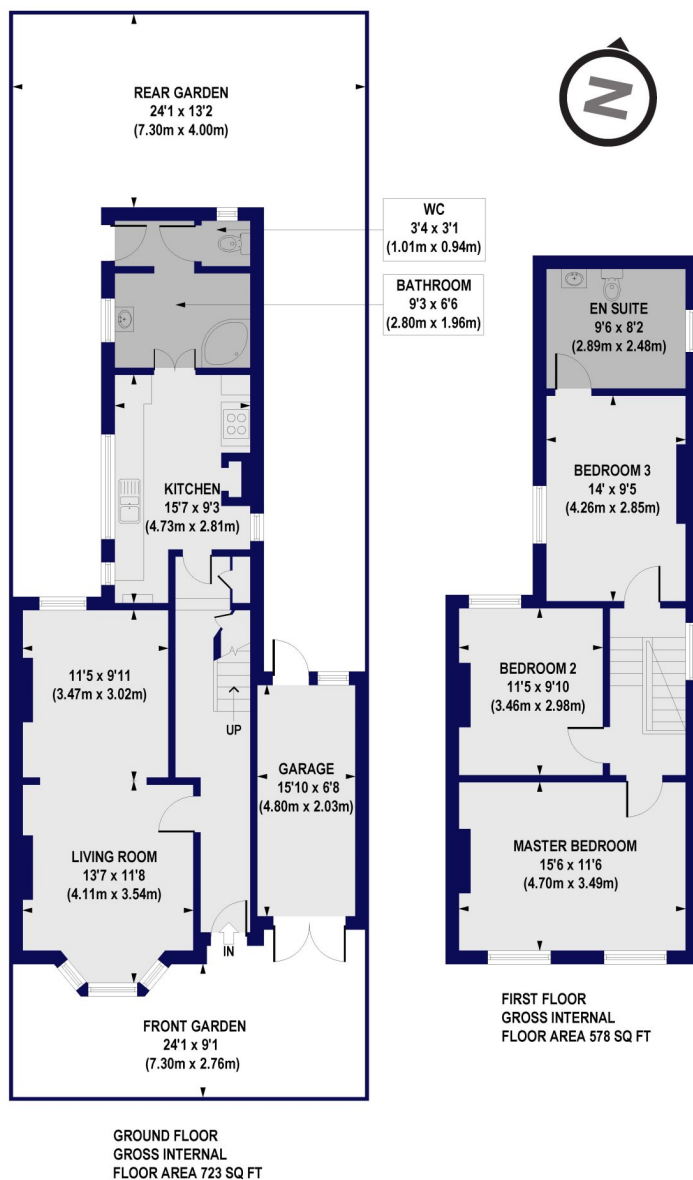 REAR GARDEN
24'1 x 13'2
(7.30m x 4.00m)
N
WC
3'4 x 3'1
(1.01m x 0.94m)
BATHROOM
9'3 x 6'6
(2.80m x 1.96m)
KITCHEN
15'7 x 9'3
(4.73m x 2.81m)
11'5 x 9'11
(3.47m x 3.02m)
UP
GARAGE
15'10 x 6'8
(4.80m x 2.03m)
LIVING ROOM
13'7 x 11'8
(4.11m x 3.54m)
IN
FRONT GARDEN
24'1 x 9'1
(7.30m x 2.76m)
GROUND FLOOR
GROSS INTERNAL
FLOOR AREA 723 SQ FT
EN SUITE
9'6 x 8'2
(2.89m x 2.48m)
BEDROOM 3
14' x 9'5
(4.26m x 2.85m)
BEDROOM 2
11'5 x 9'10
(3.46m x 2.98m)
MASTER BEDROOM
15'6 x 11'6
(4.70m x 3.49m)
FIRST FLOOR
GROSS INTERNAL
FLOOR AREA 578 SQ FT